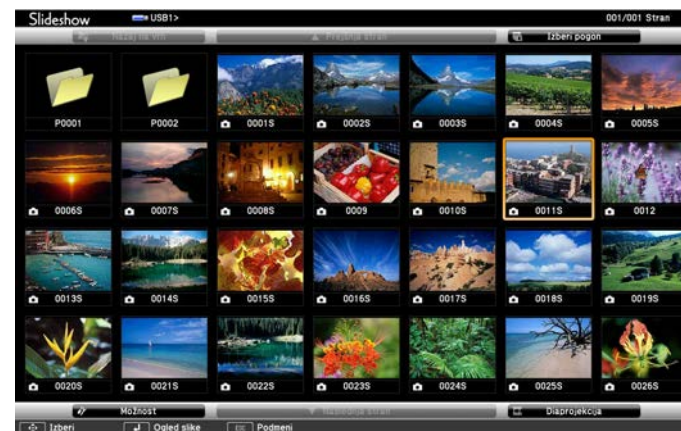 Slideshow USB1> 001/001 Stran
Nazaj na vrh Prejšnja stran Izberi pogon
P0001 P0002 0001S 0002S 0003S 0004S 0005S
0006S 0007S 0008S 0009 0010S 0011S 0012
0013S 0014S 0015S 0016S 0017S 0018S 0019S
0020S 0021S 0022S 0023S 0024S 0025S 0026S
Možnost Naslednja stran Diaprojekcija
Izberi Ogled slike Esc Podmeni